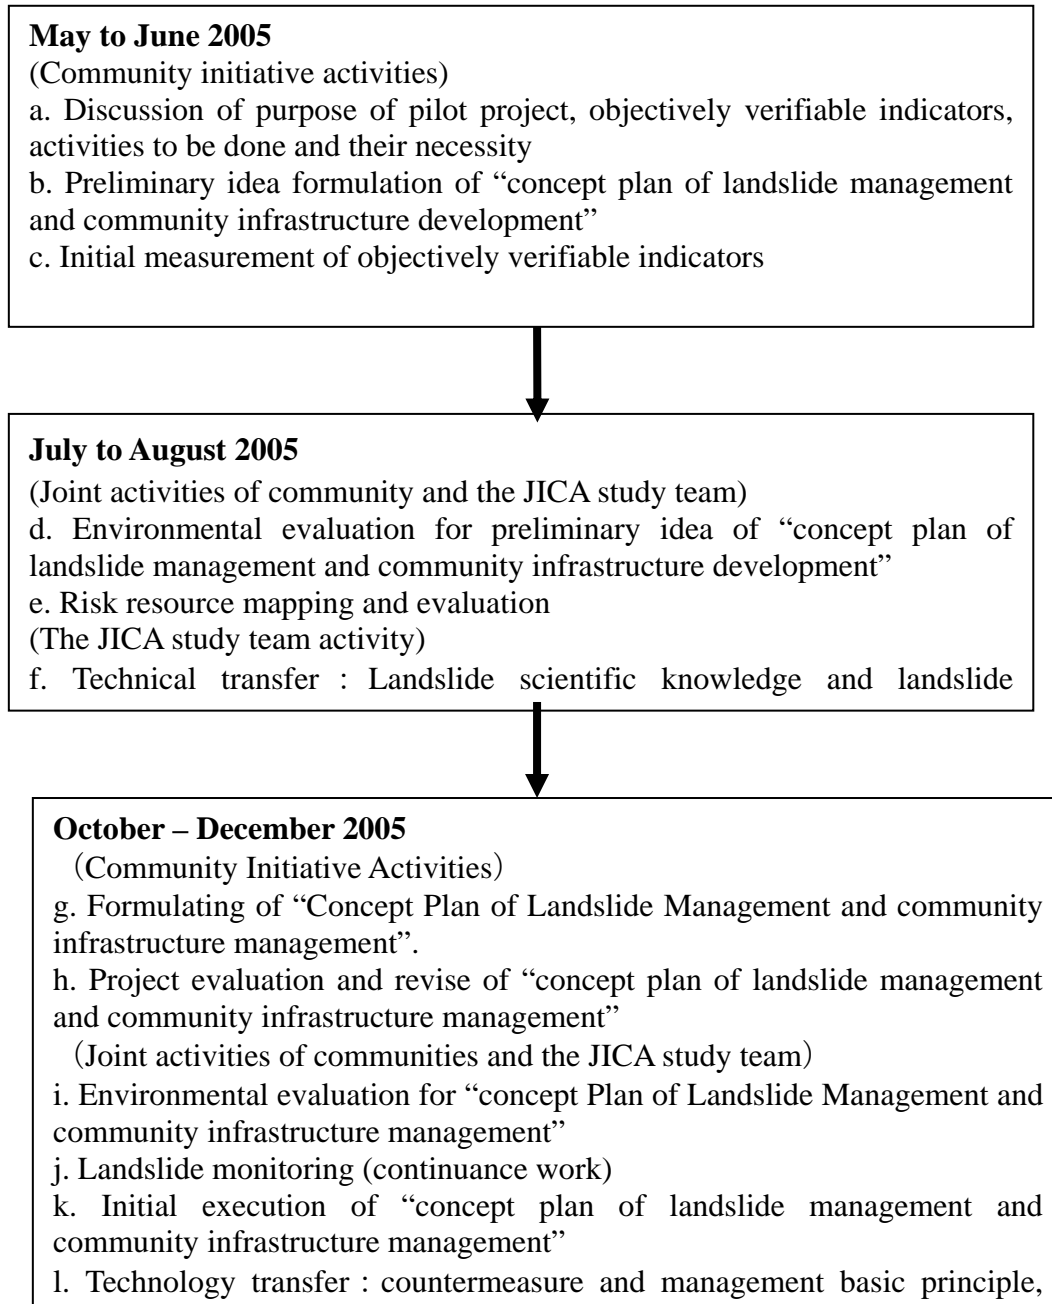 May to June 2005
(Community initiative activities)
a. Discussion of purpose of pilot project, objectively verifiable indicators,
activities to be done and their necessity
b. Preliminary idea formulation of “concept plan of landslide management
and community infrastructure development”
c. Initial measurement of objectively verifiable indicators
July to August 2005
(Joint activities of community and the JICA study team)
d. Environmental evaluation for preliminary idea of “concept plan of
landslide management and community infrastructure development”
e. Risk resource mapping and evaluation
(The JICA study team activity)
f. Technical transfer : Landslide scientific knowledge and landslide
October – December 2005
（Community Initiative Activities）
g. Formulating of “Concept Plan of Landslide Management and community
infrastructure management”.
h. Project evaluation and revise of “concept plan of landslide management
and community infrastructure management”
（Joint activities of communities and the JICA study team）
i. Environmental evaluation for “concept Plan of Landslide Management and
community infrastructure management”
j. Landslide monitoring (continuance work)
k. Initial execution of “concept plan of landslide management and
community infrastructure management”
l. Technology transfer : countermeasure and management basic principle,